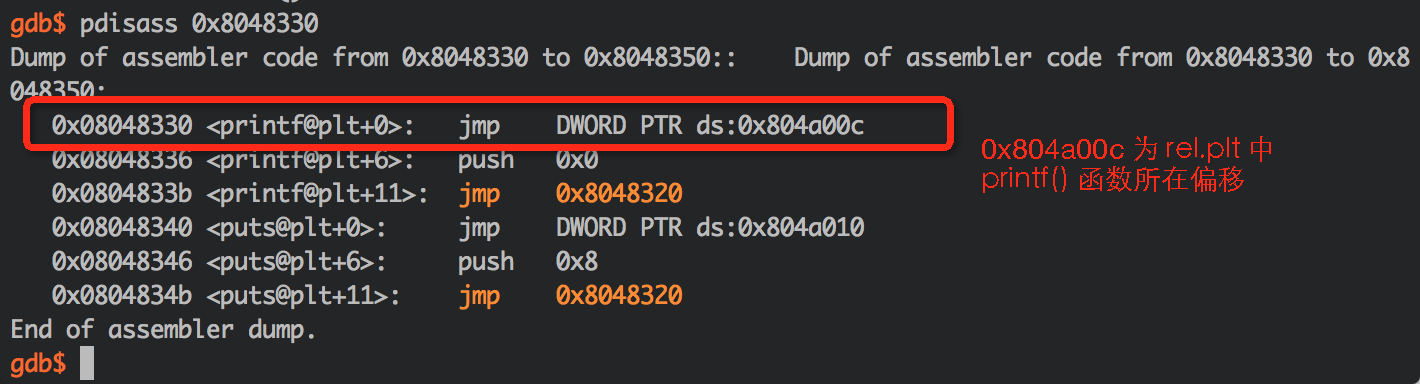 gdb$ pdisass 0x8048330
Dump of assembler code from 0x8048330 to 0x8048350::    Dump of assembler code from 0x8048330 to 0x8
048350:
   0x08048330 <printf@plt+0>:   jmp    DWORD PTR ds:0x804a00c
0x804a00c 为 rel.plt 中
printf() 函数所在偏移
   0x08048336 <printf@plt+6>:   push   0x0
   0x0804833b <printf@plt+11>:  jmp    0x8048320
   0x08048340 <puts@plt+0>:     jmp    DWORD PTR ds:0x804a010
   0x08048346 <puts@plt+6>:     push   0x8
   0x0804834b <puts@plt+11>:    jmp    0x8048320
End of assembler dump.
gdb$